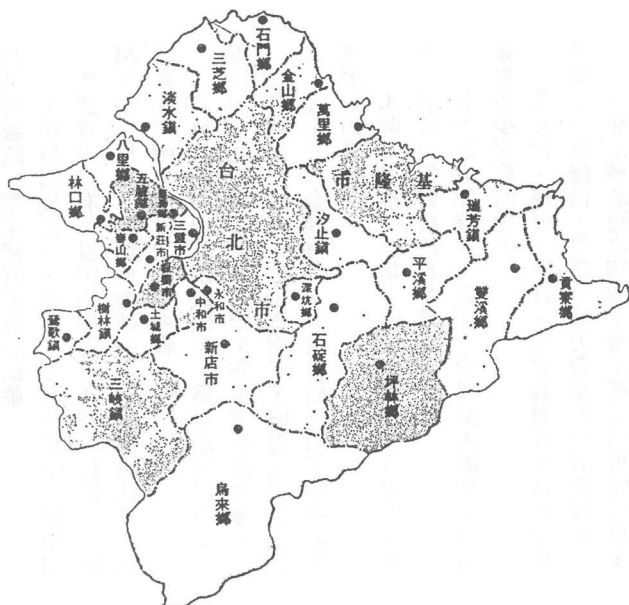 石門鄉
三芝鄉
金山鄉
淡水鎮
萬里鄉
八里鄉
台北市
基隆市
林口鄉
五股鄉
瑞芳鎮
三重市
汐止鎮
新莊市
泰山鄉
平溪鄉
雙溪鄉
貢寮鄉
深坑鄉
永和市
中和市
土城鄉
樹林鎮
鶯歌鎮
新店市
石碇鄉
坪林鄉
三峽鎮
烏來鄉